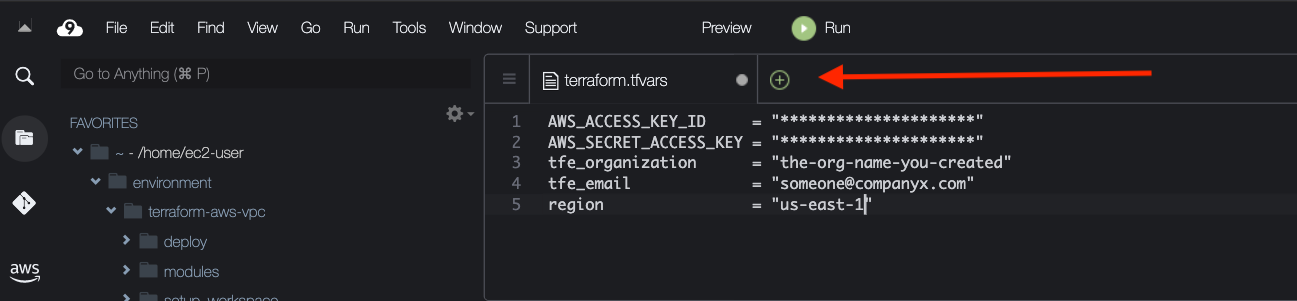 9 File Edit Find View Go Run Tools Window Support Preview Run
Go to Anything (⌘ P)
terraform.tfvars
FAVORITES
~ - /home/ec2-user
environment
terraform-aws-vpc
deploy
modules
setup_workspace
aws
1 AWS_ACCESS_KEY_ID = "*********************"
2 AWS_SECRET_ACCESS_KEY = "*********************"
3 tfe_organization = "the-org-name-you-created"
4 tfe_email = "someone@companyx.com"
5 region = "us-east-1"